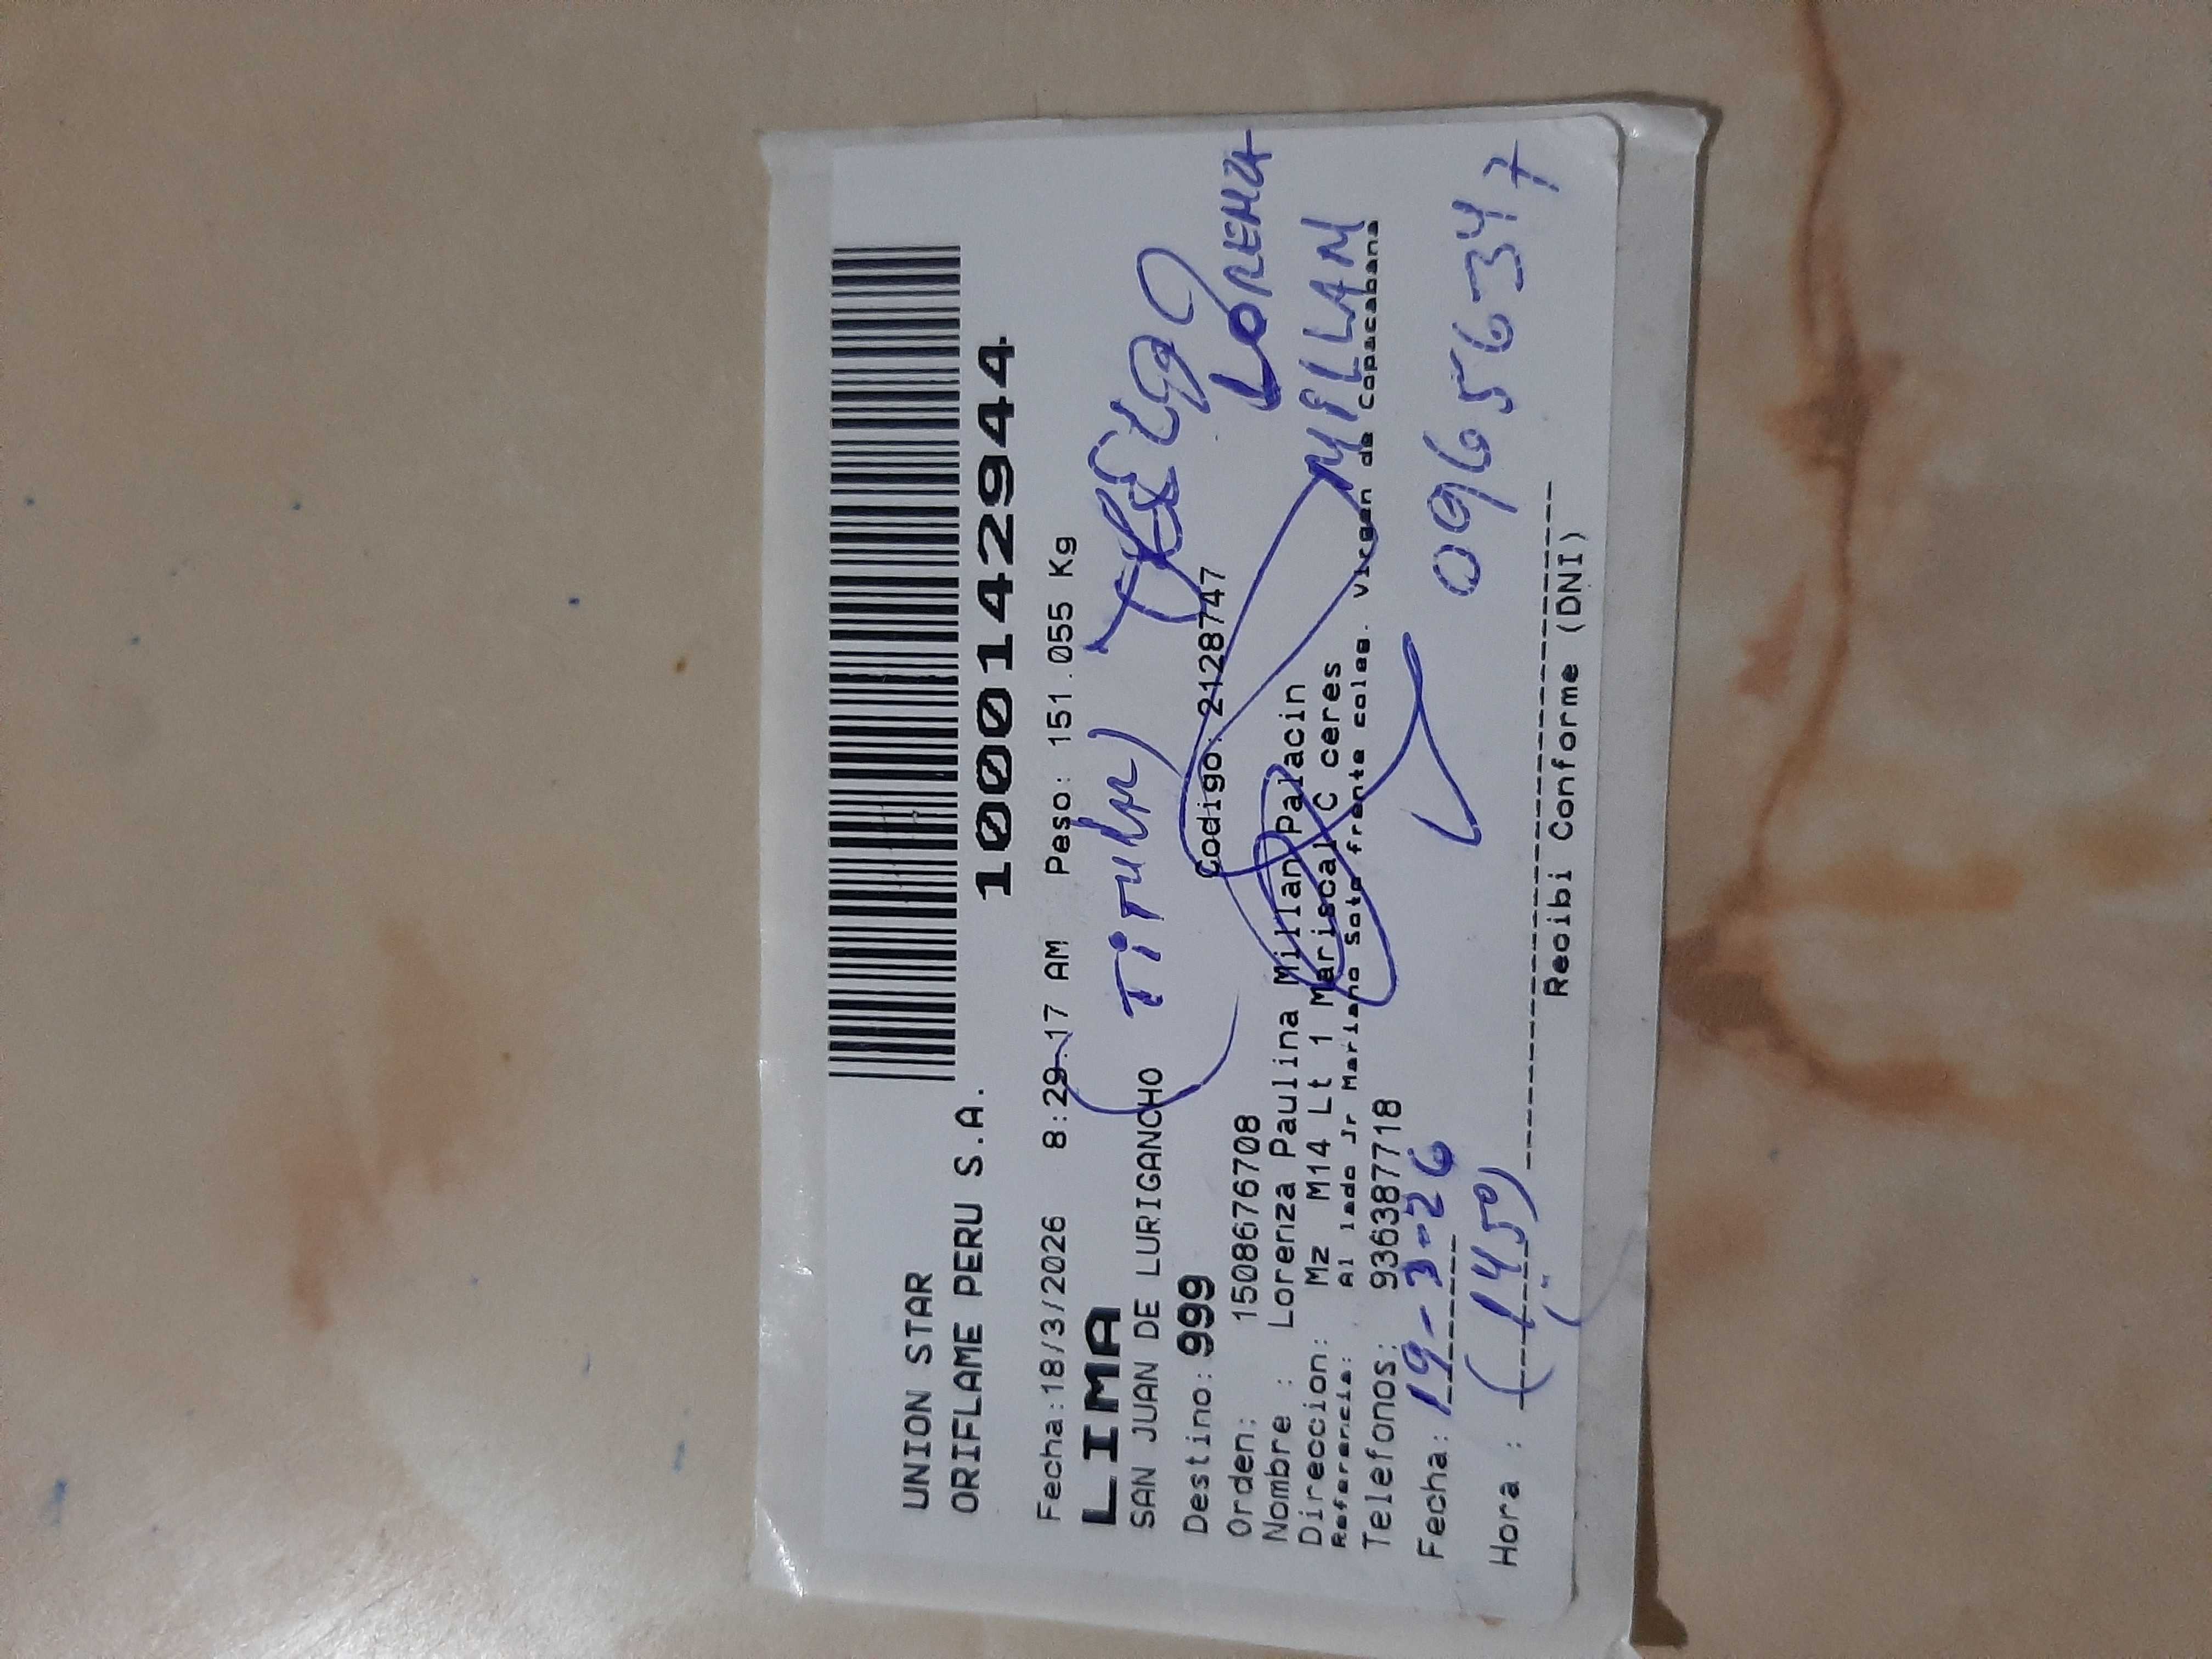 UNION STAR
ORIFLAME PERU S.A.
1000142944
Fecha:18/3/2026 8:29:17 AM Peso: 151.055 Kg
LIMA
(TiTulAR)
SAN JUAN DE LURIGANCHO
Destino: 999 Codigo: 2128747
LORENZA
Orden: 1508676708
Nombre : Lorenza Paulina Millan Palacin
MiLLAN
Direccion: Mz M14 Lt 1 Mariscal C ceres
Referencia: Al lado Jr Mariano Soto frente coleg. Virgen de Copacabana
Telefonos: 936387718
Fecha: 19-3-26
09656347
Hora : (1450)
Recibi Conforme (DNI)